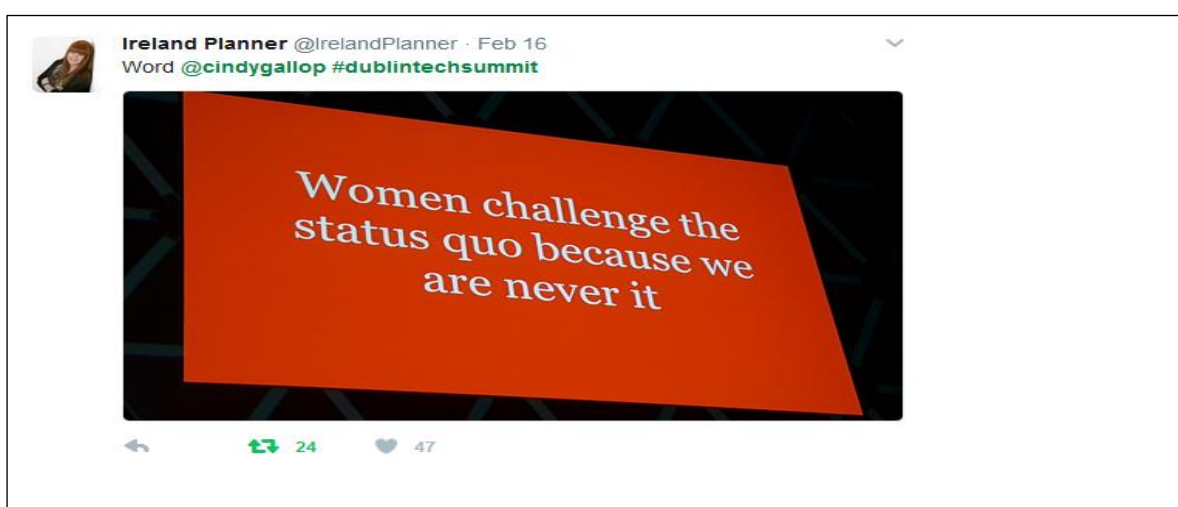 Ireland Planner @IrelandPlanner · Feb 16
Word @cindygallop #dublintechsummit
Women challenge the
status quo because we
are never it
24 47